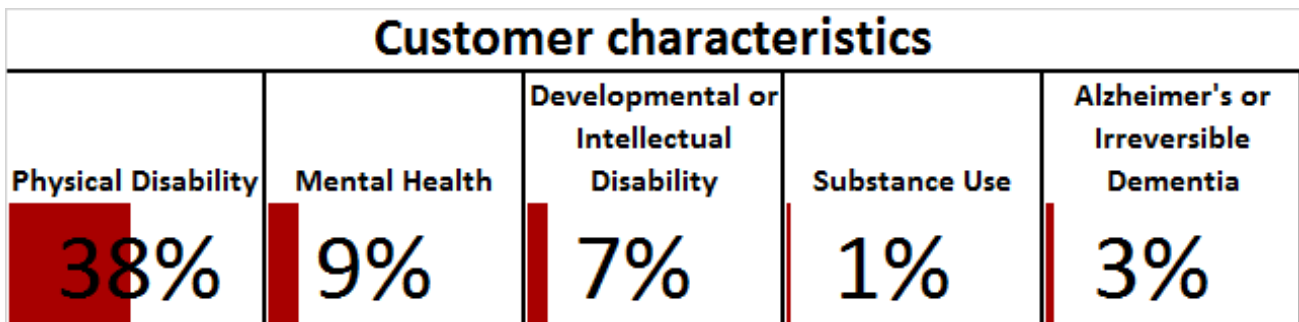 Customer characteristics
Physical Disability
Mental Health
Developmental or
Intellectual
Disability
Substance Use
Alzheimer's or
Irreversible
Dementia
38%
9%
7%
1%
3%